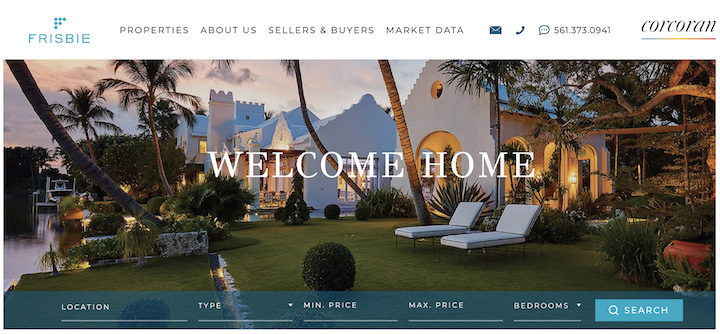 FRISBIE
PROPERTIES ABOUT US SELLERS & BUYERS MARKET DATA 561.373.0941 corcoran
WELCOME HOME
LOCATION TYPE MIN. PRICE MAX. PRICE BEDROOMS SEARCH